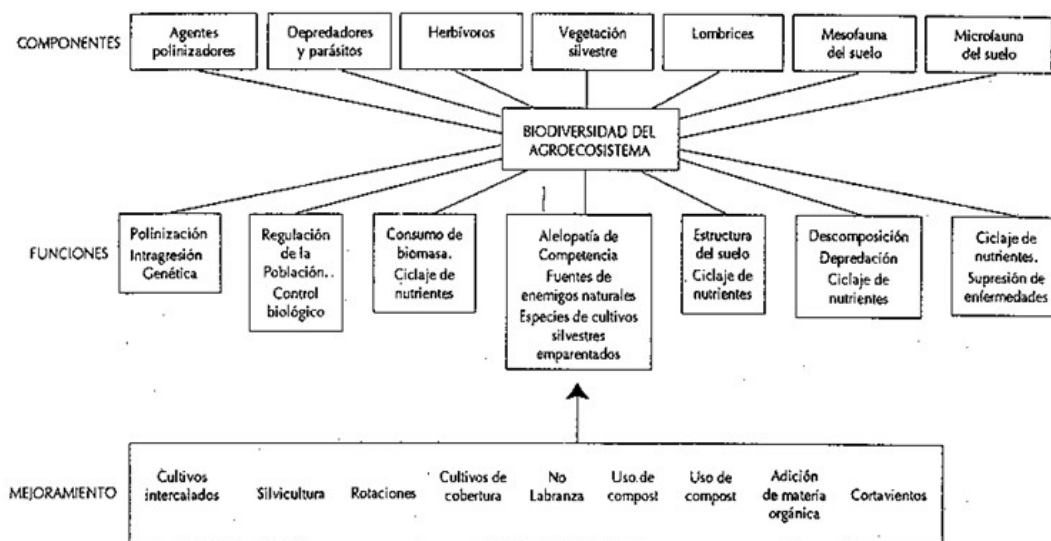 COMPONENTES
Agentes
polinizadores
Depredadores
y parásitos
Herbívoros
Vegetación
silvestre
Lombrices
Mesofauna
del suelo
Microfauna
del suelo
BIODIVERSIDAD DEL
AGROECOSISTEMA
FUNCIONES
Polinización
Intragresión
Genética
Regulación
de la
Población..
Control
biológico
Consumo de
biomasa.
Ciclaje de
nutrientes
Alelopatía de
Competencia
Fuentes de
enemigos naturales
Especies de cultivos
silvestres
emparentados
Estructura
del suelo
Ciclaje de
nutrientes
Descomposición
Depredación
Ciclaje de
nutrientes
Ciclaje de
nutrientes.
Supresión de
enfermedades
MEJORAMIENTO
Cultivos
intercalados
Silvicultura
Rotaciones
Cultivos de
cobertura
No
Labranza
Uso de
compost
Uso de
compost
Adición
de materia
orgánica
Cortavientos